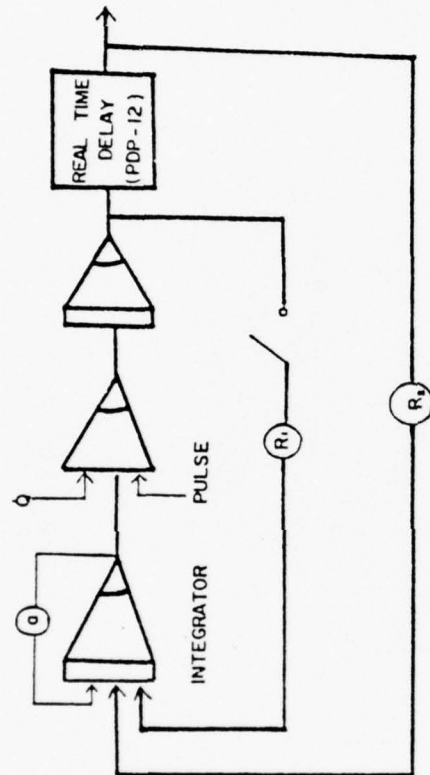 a
REAL TIME
DELAY
(PDP-12)
PULSE
INTEGRATOR
R₁
R₂